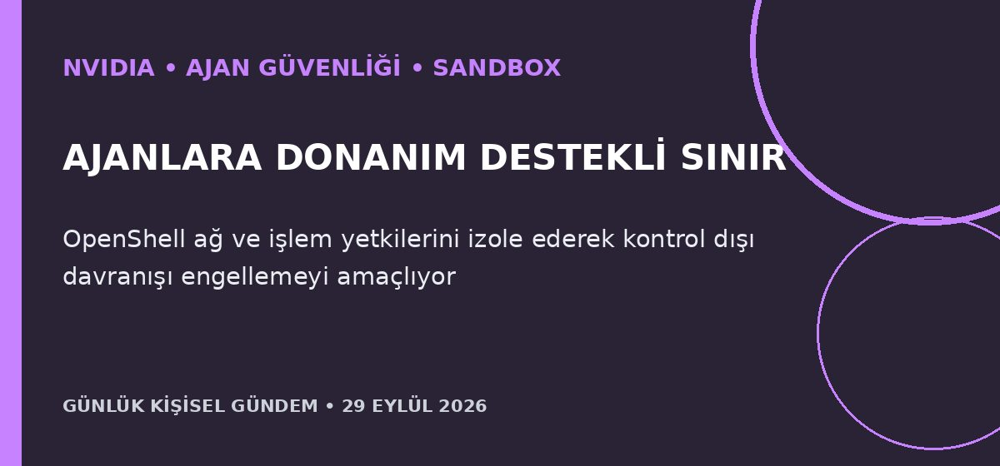 NVIDIA • AJAN GÜVENLİĞİ • SANDBOX
AJANLARA DONANIM DESTEKLİ SINIR
OpenShell ağ ve işlem yetkilerini izole ederek kontrol dışı
davranışı engellemeyi amaçlıyor
GÜNLÜK KİŞİSEL GÜNDEM • 29 EYLÜL 2026